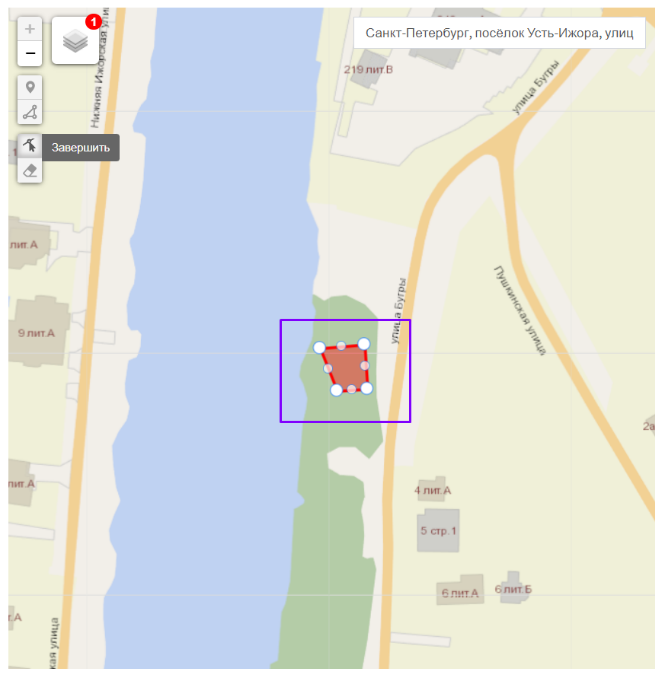 1
Санкт-Петербург, посёлок Усть-Ижора, улиц
219 лит.В
улица Бугры
Нижняя Ижорская улица
Завершить
лит.А
улица Бугры
Пушкинская улица
9 лит.А
2а
лит.А
4 лит.А
5 стр.1
6 лит.А
6 лит.Б
т.А
кая улица